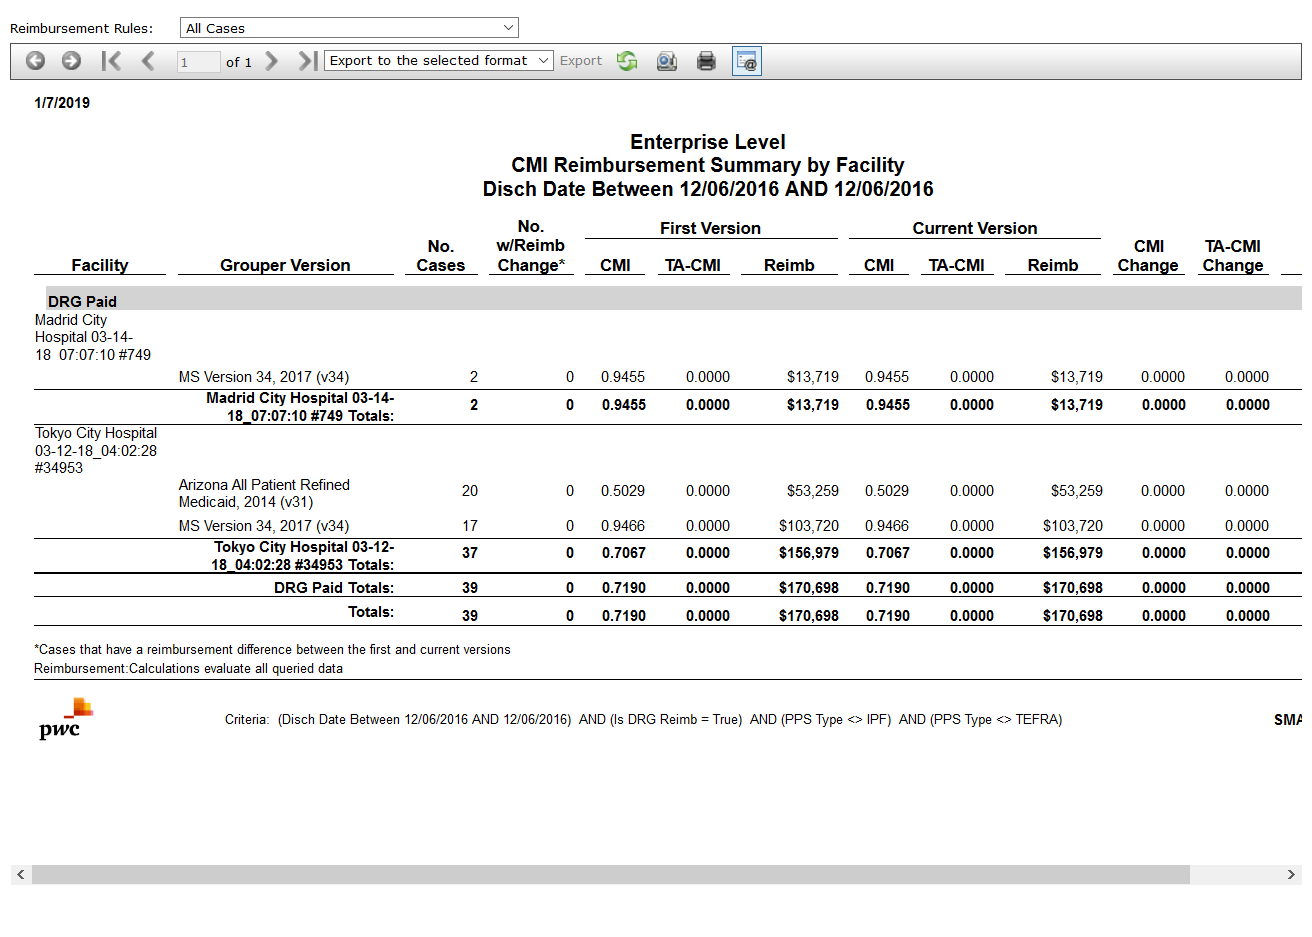 Reimbursement Rules: All Cases
1 of 1 Export to the selected format Export
1/7/2019
Enterprise Level
CMI Reimbursement Summary by Facility
Disch Date Between 12/06/2016 AND 12/06/2016
No. First Version Current Version
No. w/Reimb CMI TA-CMI
Facility Grouper Version Cases Change* CMI TA-CMI Reimb CMI TA-CMI Reimb Change Change
DRG Paid
Madrid City
Hospital 03-14-
18_07:07:10 #749
MS Version 34, 2017 (v34) 2 0 0.9455 0.0000 $13,719 0.9455 0.0000 $13,719 0.0000 0.0000
Madrid City Hospital 03-14-
18_07:07:10 #749 Totals: 2 0 0.9455 0.0000 $13,719 0.9455 0.0000 $13,719 0.0000 0.0000
Tokyo City Hospital
03-12-18_04:02:28
#34953
Arizona All Patient Refined
Medicaid, 2014 (v31) 20 0 0.5029 0.0000 $53,259 0.5029 0.0000 $53,259 0.0000 0.0000
MS Version 34, 2017 (v34) 17 0 0.9466 0.0000 $103,720 0.9466 0.0000 $103,720 0.0000 0.0000
Tokyo City Hospital 03-12-
18_04:02:28 #34953 Totals: 37 0 0.7067 0.0000 $156,979 0.7067 0.0000 $156,979 0.0000 0.0000
DRG Paid Totals: 39 0 0.7190 0.0000 $170,698 0.7190 0.0000 $170,698 0.0000 0.0000
Totals: 39 0 0.7190 0.0000 $170,698 0.7190 0.0000 $170,698 0.0000 0.0000
*Cases that have a reimbursement difference between the first and current versions
Reimbursement:Calculations evaluate all queried data
pwc
Criteria: (Disch Date Between 12/06/2016 AND 12/06/2016) AND (Is DRG Reimb = True) AND (PPS Type <> IPF) AND (PPS Type <> TEFRA)